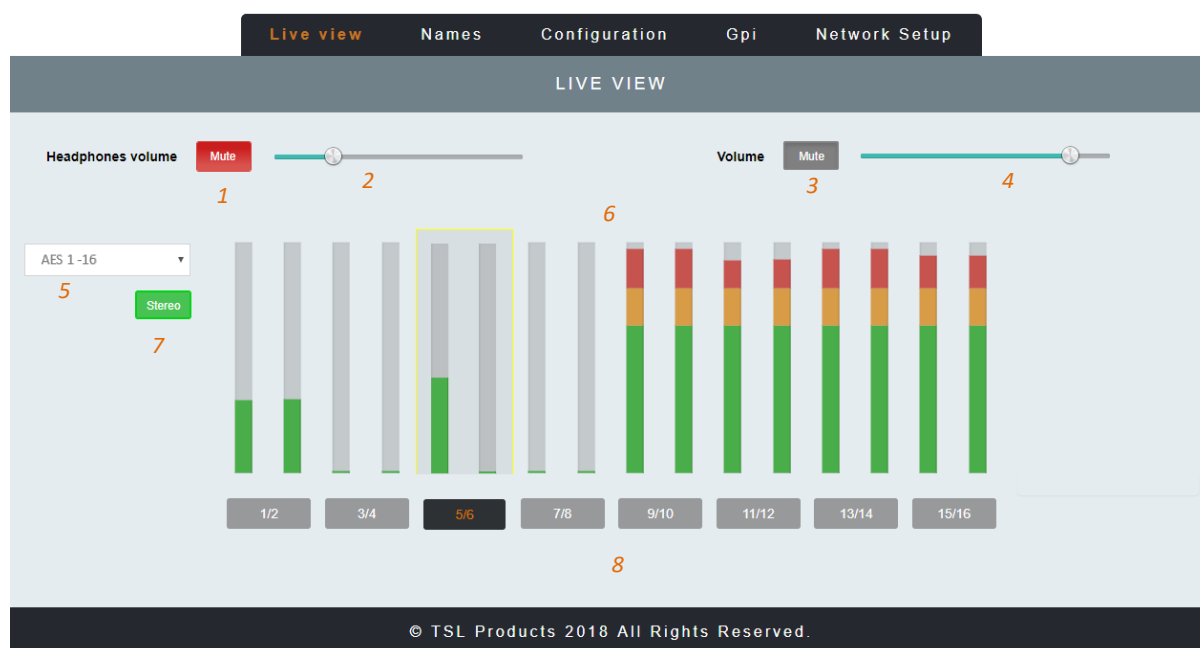 Live view Names Configuration Gpi Network Setup
LIVE VIEW
Headphones volume Mute Volume Mute
1 2 3 4
6
AES 1 -16
5
Stereo
7
1/2 3/4 5/6 7/8 9/10 11/12 13/14 15/16
8
© TSL Products 2018 All Rights Reserved.